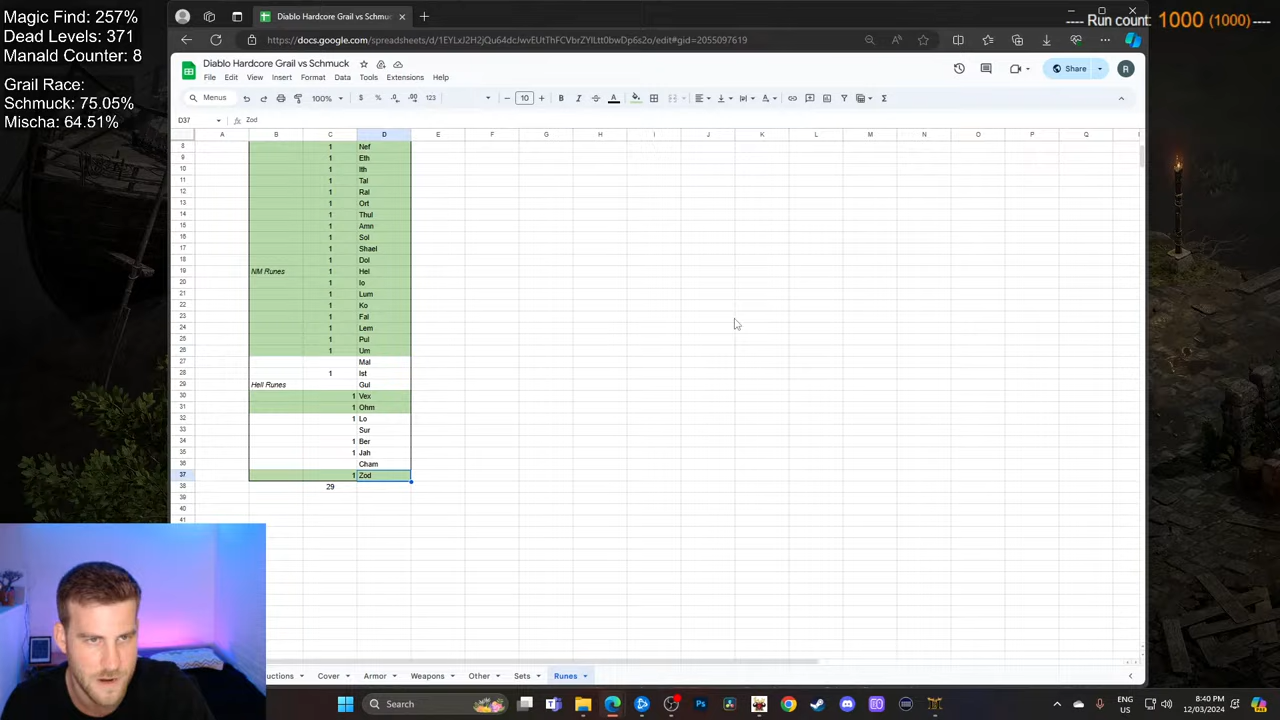 Magic Find: 257%
Dead Levels: 371
Manald Counter: 8
Grail Race:
Schmuck: 75.05%
Mischa: 64.51%
Diablo Hardcore Grail vs Schmuc
---- Run count: 1000 (1000) ----
https://docs.google.com/spreadsheets/d/1EYLxJ2H2jQu64dcJwvEUtThFCVbrZYlLtt0bwDp6s2o/edit#gid=2055097619
Diablo Hardcore Grail vs Schmuck
File Edit View Insert Format Data Tools Extensions Help
Share R
Menus 100% $ % .0 .00 123 10 B I A
D37 fx Zod
A B C D E F G H I J K L M N O P Q
8 1 Nef
9 1 Eth
10 1 Ith
11 1 Tal
12 1 Ral
13 1 Ort
14 1 Thul
15 1 Amn
16 1 Sol
17 1 Shael
18 1 Dol
19 NM Runes 1 Hel
20 1 Io
21 1 Lum
22 1 Ko
23 1 Fal
24 1 Lem
25 1 Pul
26 1 Um
27 Mal
28 1 Ist
29 Hell Runes Gul
30 1 Vex
31 1 Ohm
32 1 Lo
33 Sur
34 1 Ber
35 1 Jah
36 Cham
37 1 Zod
38 29
39
40
41
uctions Cover Armor Weapons Other Sets Runes
Search
ENG
US
8:40 PM
12/03/2024